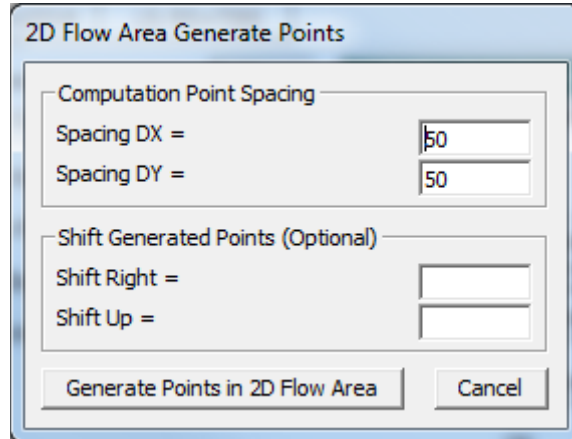 2D Flow Area Generate Points
Computation Point Spacing
Spacing DX = 50
Spacing DY = 50
Shift Generated Points (Optional)
Shift Right =
Shift Up =
Generate Points in 2D Flow Area Cancel